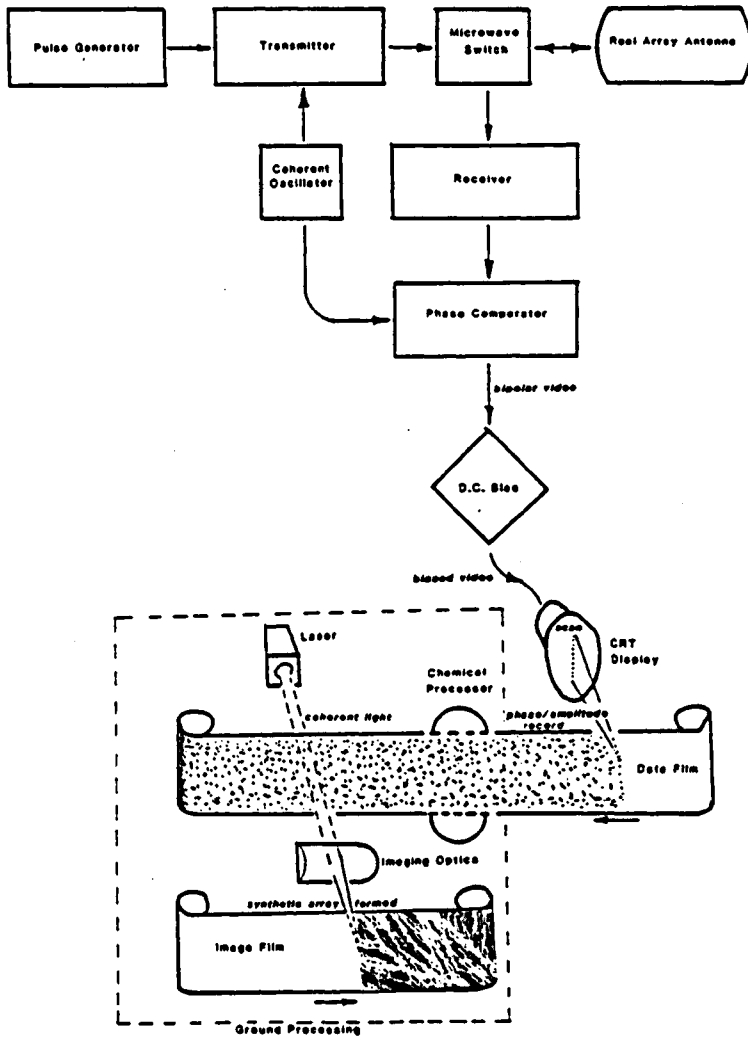 Pulse Generator
Transmitter
Microwave
Switch
Real Array Antenna
Coherent
Oscillator
Receiver
Phase Comparator
bipolar video
D.C. Bias
biased video
scan
CRT
Display
Laser
Chemical
Processor
coherent light
phase/amplitude
record
Data Film
Imaging Optics
synthetic array formed
Image Film
Ground Processing